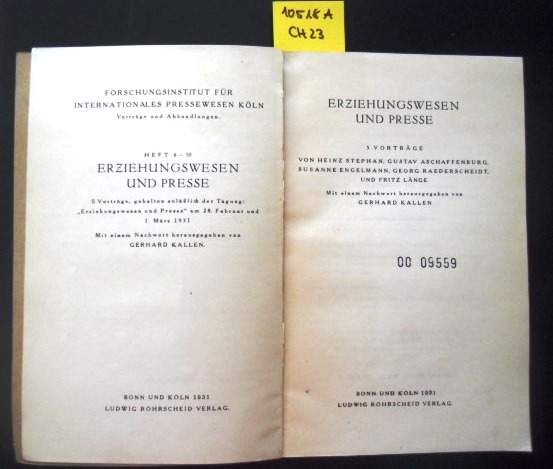 10518 A
CH 23
FORSCHUNGSINSTITUT FÜR
INTERNATIONALES PRESSEWESEN KÖLN
Vorträge und Abhandlungen.
HEFT 8—10
ERZIEHUNGSWESEN
UND PRESSE
5 Vorträge, gehalten anläßlich der Tagung:
„Erziehungswesen und Presse“ am 28. Februar und
1. März 1931
Mit einem Nachwort herausgegeben von
GERHARD KALLEN.
BONN UND KÖLN 1931
LUDWIG RÖHRSCHEID VERLAG.
ERZIEHUNGSWESEN
UND PRESSE
5 VORTRÄGE
VON HEINZ STEPHAN, GUSTAV ASCHAFFENBURG,
SUSANNE ENGELMANN, GEORG RAEDERSCHEIDT,
UND FRITZ LÄNGE.
Mit einem Nachwort herausgegeben von
GERHARD KALLEN
00 09559
BONN UND KÖLN 1931
LUDWIG RÖHRSCHEID VERLAG.